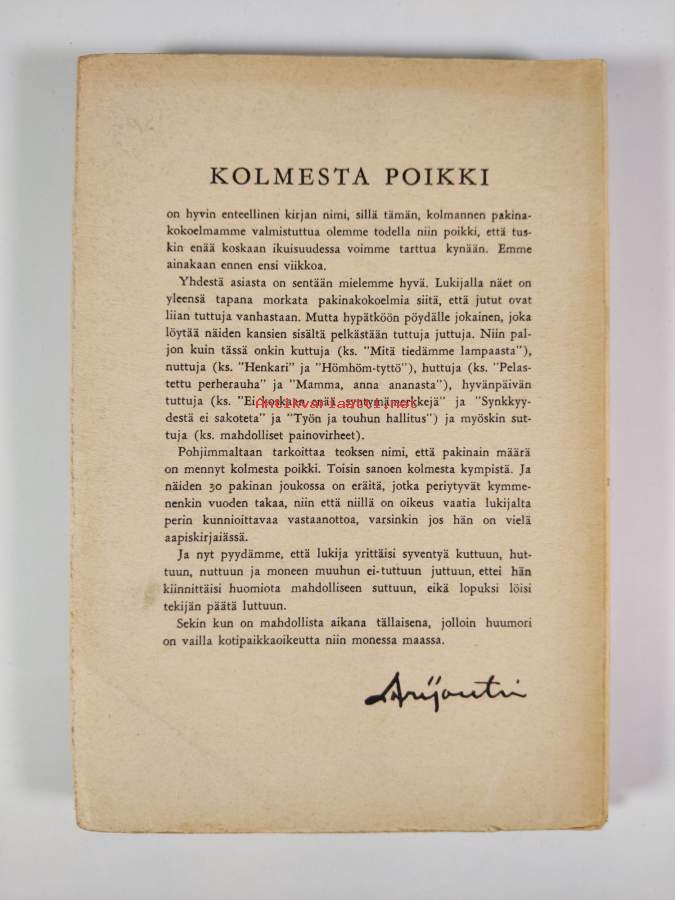 KOLMESTA POIKKI
on hyvin enteellinen kirjan nimi, sillä tämän, kolmannen pakina-
kokoelmamme valmistuttua olemme todella niin poikki, että tus-
kin enää koskaan ikuisuudessa voimme tarttua kynään. Emme
ainakaan ennen ensi viikkoa.
Yhdestä asiasta on sentään mielemme hyvä. Lukijalla näet on
yleensä tapana morkata pakinakokoelmia siitä, että jutut ovat
liian tuttuja vanhastaan. Mutta hypätköön pöydälle jokainen, joka
löytää näiden kansien sisältä pelkästään tuttuja juttuja. Niin pal-
jon kuin tässä onkin kuttuja (ks. "Mitä tiedämme lampaasta"),
nuttuja (ks. "Henkari" ja "Hömhöm-tyttö"), huttuja (ks. "Pelas-
tettu perherauha" ja "Mamma, anna ananasta"), hyvänpäivän
tuttuja (ks. "Ei koskaan enää syntymämerkkejä" ja "Synkkyy-
Antikvariaatti.net
destä ei sakoteta" ja "Työn ja touhun hallitus") ja myöskin sut-
tuja (ks. mahdolliset painovirheet).
Pohjimmaltaan tarkoittaa teoksen nimi, että pakinain määrä
on mennyt kolmesta poikki. Toisin sanoen kolmesta kympistä. Ja
näiden 30 pakinan joukossa on eräitä, jotka periytyvät kymme-
nenkin vuoden takaa, niin että niillä on oikeus vaatia lukijalta
perin kunnioittavaa vastaanottoa, varsinkin jos hän on vielä
aapiskirjaiässä.
Ja nyt pyydämme, että lukija yrittäisi syventyä kuttuun, hut-
tuun, nuttuun ja moneen muuhun ei-tuttuun juttuun, ettei hän
kiinnittäisi huomiota mahdolliseen suttuun, eikä lopuksi löisi
tekijän päätä luttuun.
Sekin kun on mahdollista aikana tällaisena, jolloin huumori
on vailla kotipaikkaoikeutta niin monessa maassa.
Arijoutsi